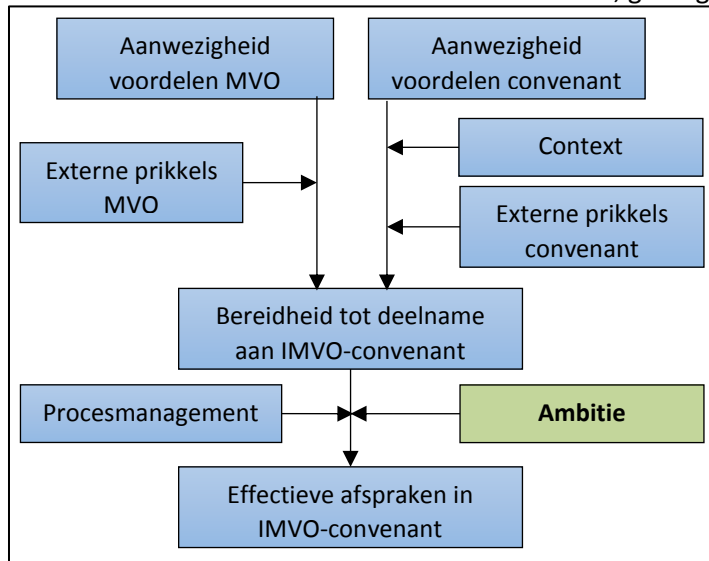 Aanwezigheid
voordelen MVO
Aanwezigheid
voordelen convenant
Context
Externe prikkels
MVO
Externe prikkels
convenant
Bereidheid tot deelname
aan IMVO-convenant
Procesmanagement
Ambitie
Effectieve afspraken in
IMVO-convenant